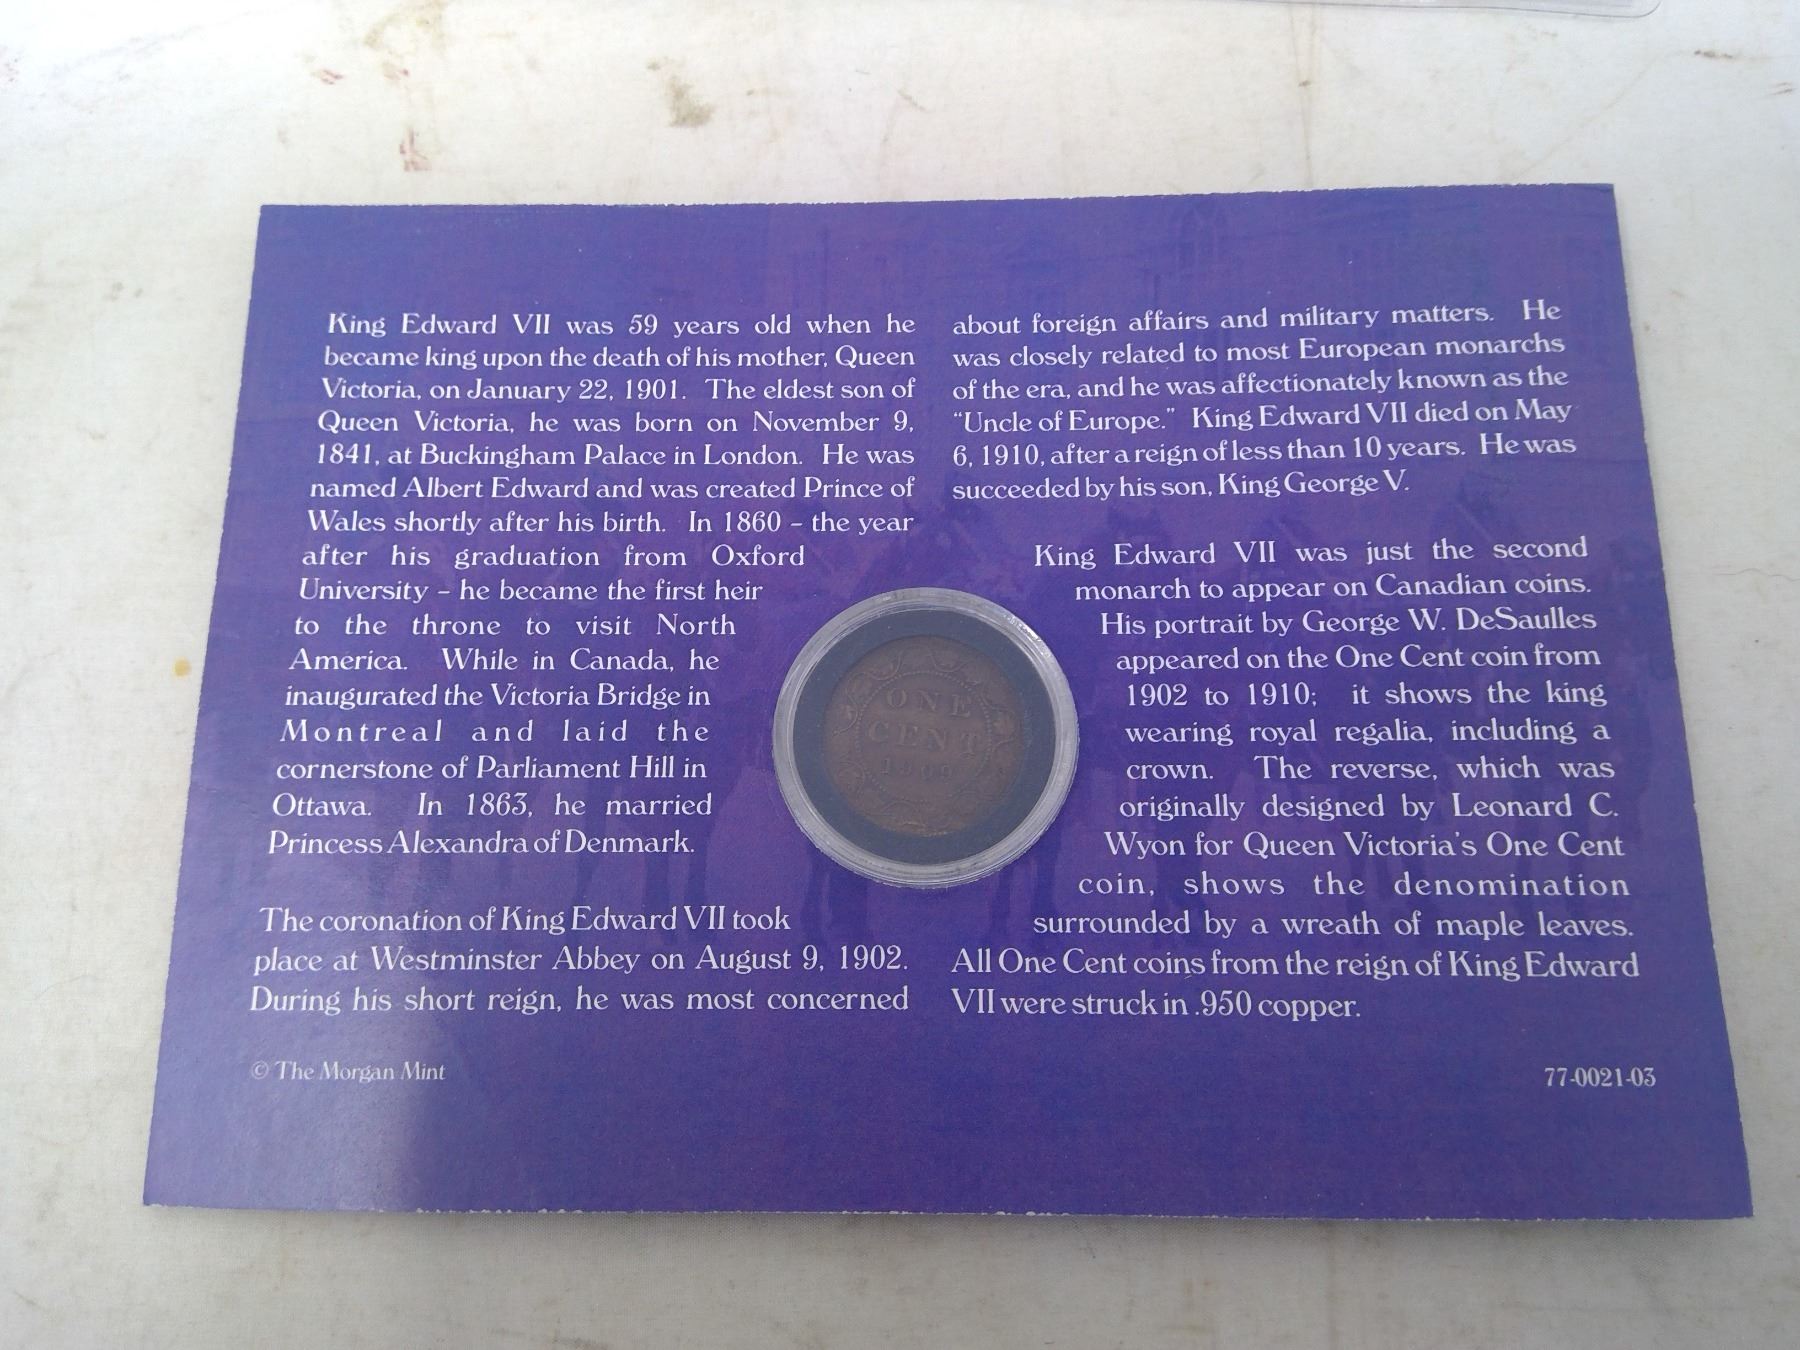 King Edward VII was 59 years old when he
became king upon the death of his mother, Queen
Victoria, on January 22, 1901. The eldest son of
Queen Victoria, he was born on November 9,
1841, at Buckingham Palace in London. He was
named Albert Edward and was created Prince of
Wales shortly after his birth. In 1860 – the year
after his graduation from Oxford
University – he became the first heir
to the throne to visit North
America. While in Canada, he
inaugurated the Victoria Bridge in
Montreal and laid the
cornerstone of Parliament Hill in
Ottawa. In 1863, he married
Princess Alexandra of Denmark.
The coronation of King Edward VII took
place at Westminster Abbey on August 9, 1902.
During his short reign, he was most concerned
about foreign affairs and military matters. He
was closely related to most European monarchs
of the era, and he was affectionately known as the
“Uncle of Europe.” King Edward VII died on May
6, 1910, after a reign of less than 10 years. He was
succeeded by his son, King George V.
King Edward VII was just the second
monarch to appear on Canadian coins.
His portrait by George W. DeSaulles
appeared on the One Cent coin from
1902 to 1910; it shows the king
wearing royal regalia, including a
crown. The reverse, which was
originally designed by Leonard C.
Wyon for Queen Victoria's One Cent
coin, shows the denomination
surrounded by a wreath of maple leaves.
All One Cent coins from the reign of King Edward
VII were struck in .950 copper.
ONE
CENT
1909
© The Morgan Mint
77-0021-03